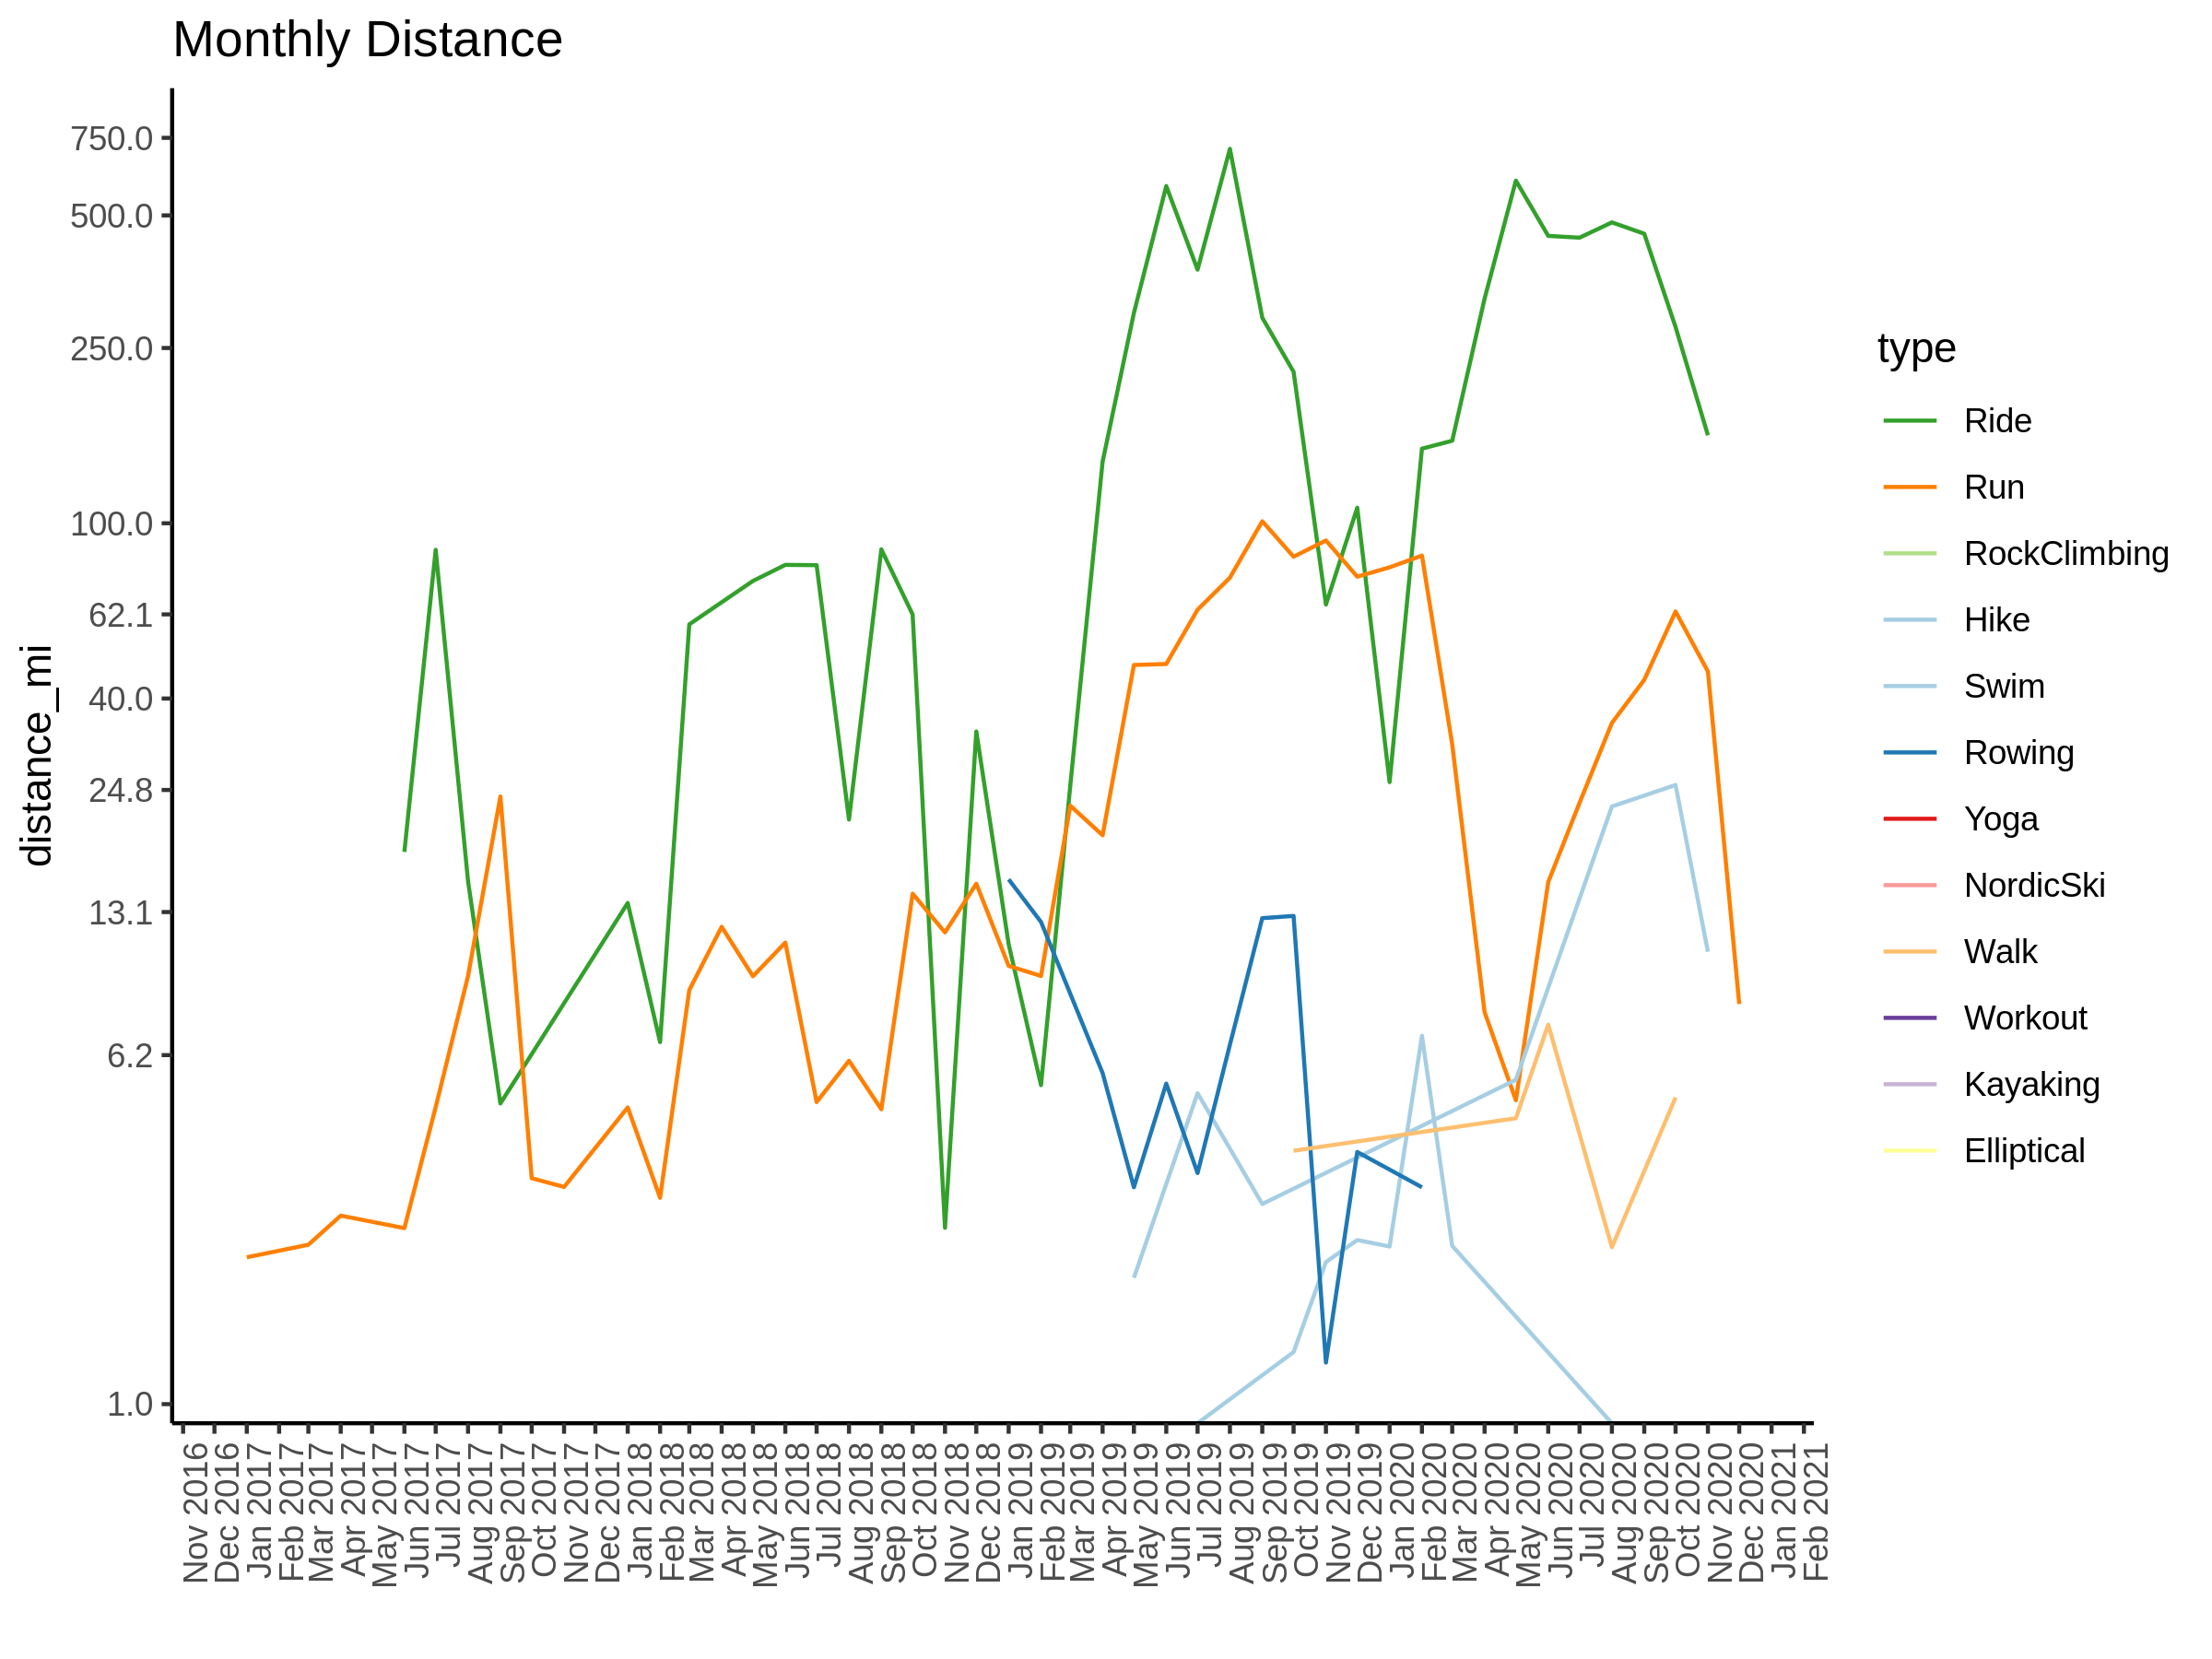 Monthly Distance
distance_mi
750.0
500.0
250.0
100.0
62.1
40.0
24.8
13.1
6.2
1.0
Nov 2016
Dec 2016
Jan 2017
Feb 2017
Mar 2017
Apr 2017
May 2017
Jun 2017
Jul 2017
Aug 2017
Sep 2017
Oct 2017
Nov 2017
Dec 2017
Jan 2018
Feb 2018
Mar 2018
Apr 2018
May 2018
Jun 2018
Jul 2018
Aug 2018
Sep 2018
Oct 2018
Nov 2018
Dec 2018
Jan 2019
Feb 2019
Mar 2019
Apr 2019
May 2019
Jun 2019
Jul 2019
Aug 2019
Sep 2019
Oct 2019
Nov 2019
Dec 2019
Jan 2020
Feb 2020
Mar 2020
Apr 2020
May 2020
Jun 2020
Jul 2020
Aug 2020
Sep 2020
Oct 2020
Nov 2020
Dec 2020
Jan 2021
Feb 2021
type
Ride
Run
RockClimbing
Hike
Swim
Rowing
Yoga
NordicSki
Walk
Workout
Kayaking
Elliptical